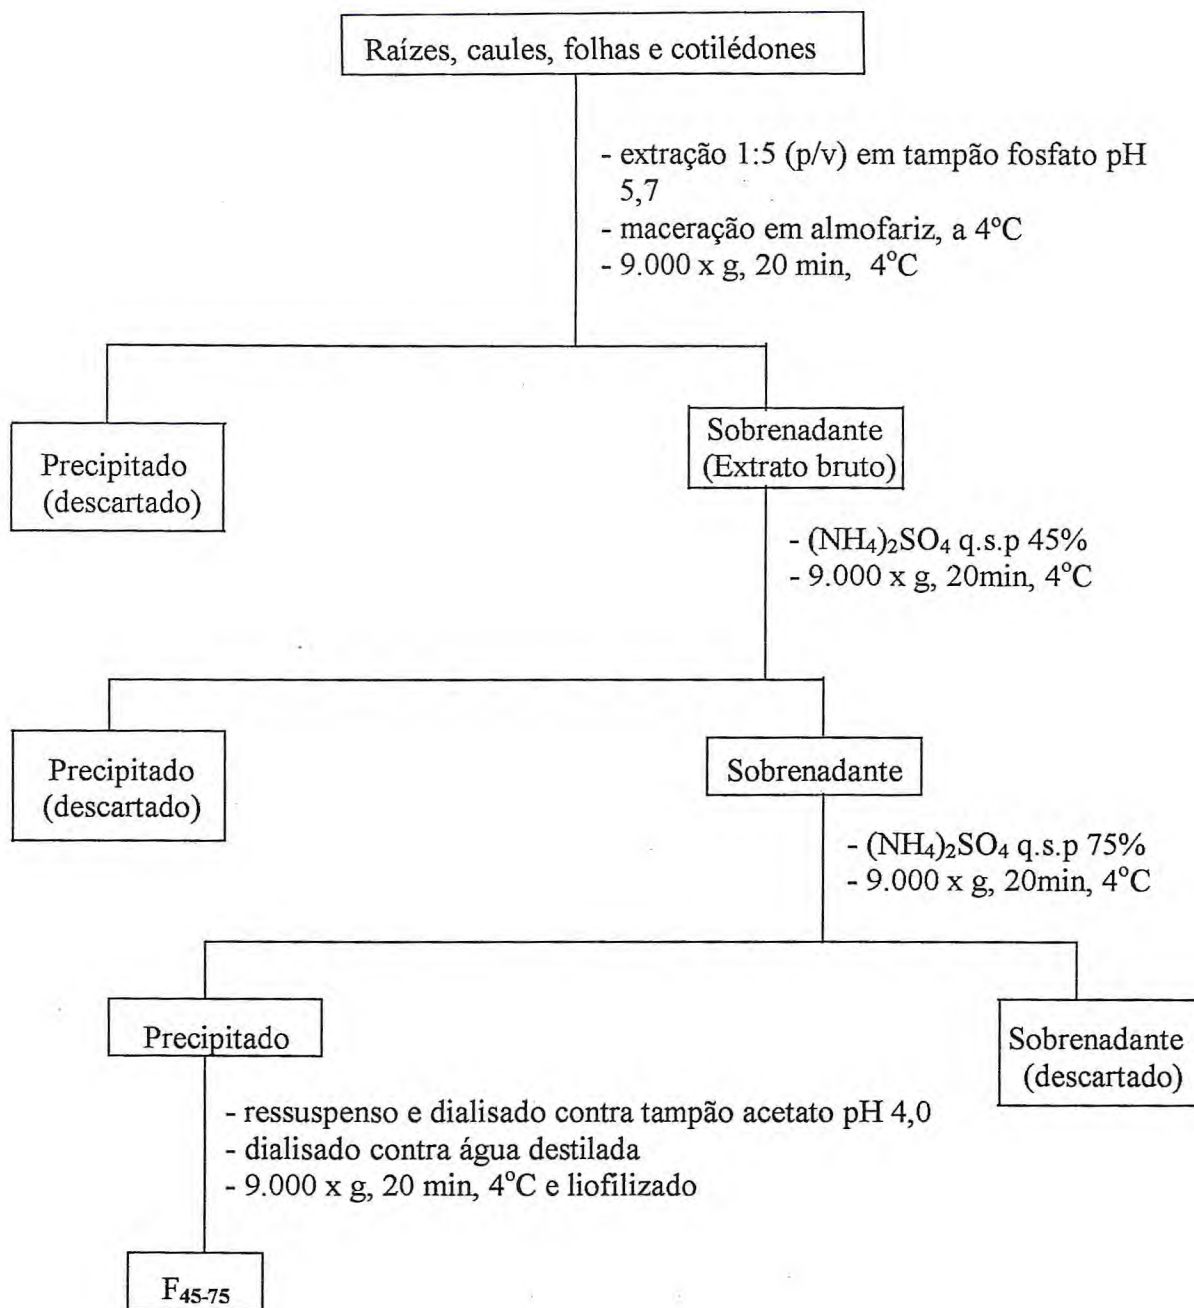 Raízes, caules, folhas e cotilédones
- extração 1:5 (p/v) em tampão fosfato pH
5,7
- maceração em almofariz, a 4°C
- 9.000 x g, 20 min, 4°C
Precipitado
(descartado)
Sobrenadante
(Extrato bruto)
- (NH₄)₂SO₄ q.s.p 45%
- 9.000 x g, 20min, 4°C
Precipitado
(descartado)
Sobrenadante
- (NH₄)₂SO₄ q.s.p 75%
- 9.000 x g, 20min, 4°C
Precipitado
Sobrenadante
(descartado)
- ressuspenso e dialisado contra tampão acetato pH 4,0
- dialisado contra água destilada
- 9.000 x g, 20 min, 4°C e liofilizado
F₄₅₋₇₅